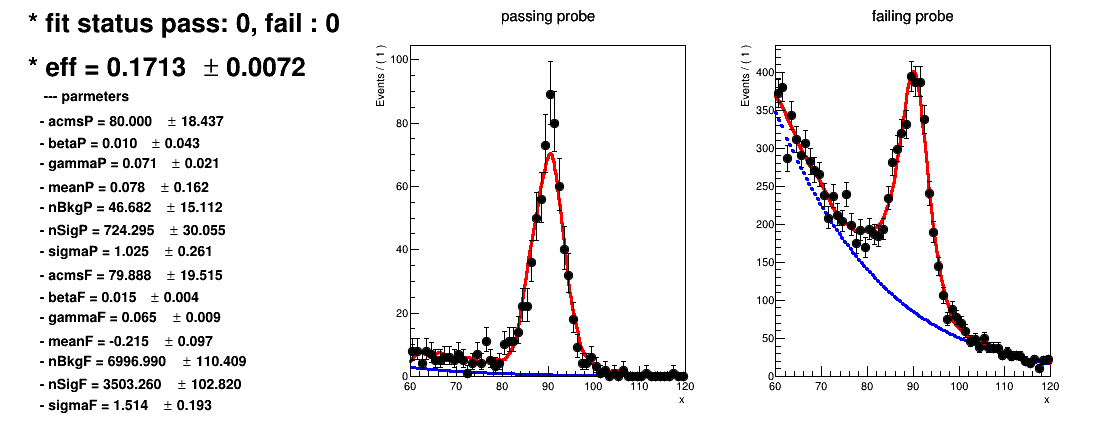 * fit status pass: 0, fail : 0
* eff = 0.1713 ± 0.0072
--- parmeters
- acmsP = 80.000 ± 18.437
- betaP = 0.010 ± 0.043
- gammaP = 0.071 ± 0.021
- meanP = 0.078 ± 0.162
- nBkgP = 46.682 ± 15.112
- nSigP = 724.295 ± 30.055
- sigmaP = 1.025 ± 0.261
- acmsF = 79.888 ± 19.515
- betaF = 0.015 ± 0.004
- gammaF = 0.065 ± 0.009
- meanF = -0.215 ± 0.097
- nBkgF = 6996.990 ± 110.409
- nSigF = 3503.260 ± 102.820
- sigmaF = 1.514 ± 0.193
passing probe
Events / ( 1 )
100
80
60
40
20
0
60 70 80 90 100 110 120
x
failing probe
Events / ( 1 )
400
350
300
250
200
150
100
50
0
60 70 80 90 100 110 120
x